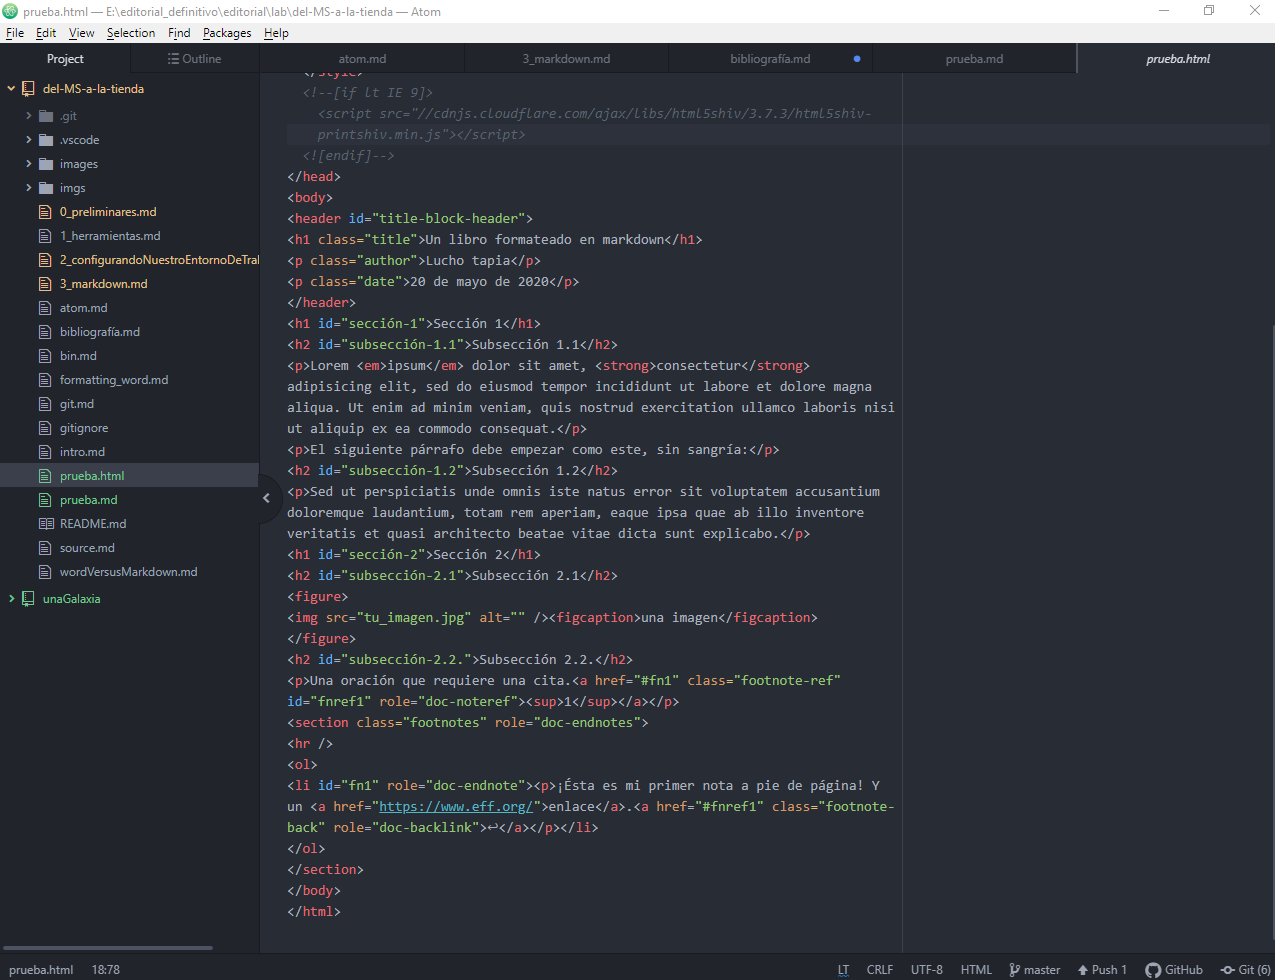 prueba.html — E:\editorial_definitivo\editorial\lab\del-MS-a-la-tienda — Atom
File Edit View Selection Find Packages Help
Project
Outline
atom.md
3_markdown.md
bibliografía.md
prueba.md
prueba.html
del-MS-a-la-tienda
.git
.vscode
images
imgs
0_preliminares.md
1_herramientas.md
2_configurandoNuestroEntornoDeTral
3_markdown.md
atom.md
bibliografía.md
bin.md
formatting_word.md
git.md
gitignore
intro.md
prueba.html
prueba.md
README.md
source.md
wordVersusMarkdown.md
unaGalaxia
</style>
<!--[if lt IE 9]>
<script src="//cdnjs.cloudflare.com/ajax/libs/html5shiv/3.7.3/html5shiv-
printshiv.min.js"></script>
<![endif]-->
</head>
<body>
<header id="title-block-header">
<h1 class="title">Un libro formateado en markdown</h1>
<p class="author">Lucho tapia</p>
<p class="date">20 de mayo de 2020</p>
</header>
<h1 id="sección-1">Sección 1</h1>
<h2 id="subsección-1.1">Subsección 1.1</h2>
<p>Lorem <em>ipsum</em> dolor sit amet, <strong>consectetur</strong>
adipisicing elit, sed do eiusmod tempor incididunt ut labore et dolore magna
aliqua. Ut enim ad minim veniam, quis nostrud exercitation ullamco laboris nisi
ut aliquip ex ea commodo consequat.</p>
<p>El siguiente párrafo debe empezar como este, sin sangría:</p>
<h2 id="subsección-1.2">Subsección 1.2</h2>
<p>Sed ut perspiciatis unde omnis iste natus error sit voluptatem accusantium
doloremque laudantium, totam rem aperiam, eaque ipsa quae ab illo inventore
veritatis et quasi architecto beatae vitae dicta sunt explicabo.</p>
<h1 id="sección-2">Sección 2</h1>
<h2 id="subsección-2.1">Subsección 2.1</h2>
<figure>
<img src="tu_imagen.jpg" alt="" /><figcaption>una imagen</figcaption>
</figure>
<h2 id="subsección-2.2.">Subsección 2.2.</h2>
<p>Una oración que requiere una cita.<a href="#fn1" class="footnote-ref"
id="fnref1" role="doc-noteref"><sup>1</sup></a></p>
<section class="footnotes" role="doc-endnotes">
<hr />
<ol>
<li id="fn1" role="doc-endnote"><p>¡Ésta es mi primer nota a pie de página! Y
un <a href="https://www.eff.org/">enlace</a>.<a href="#fnref1" class="footnote-
back" role="doc-backlink">↩</a></p></li>
</ol>
</section>
</body>
</html>
prueba.html 18:78
LT CRLF UTF-8 HTML master Push 1 GitHub Git (6)